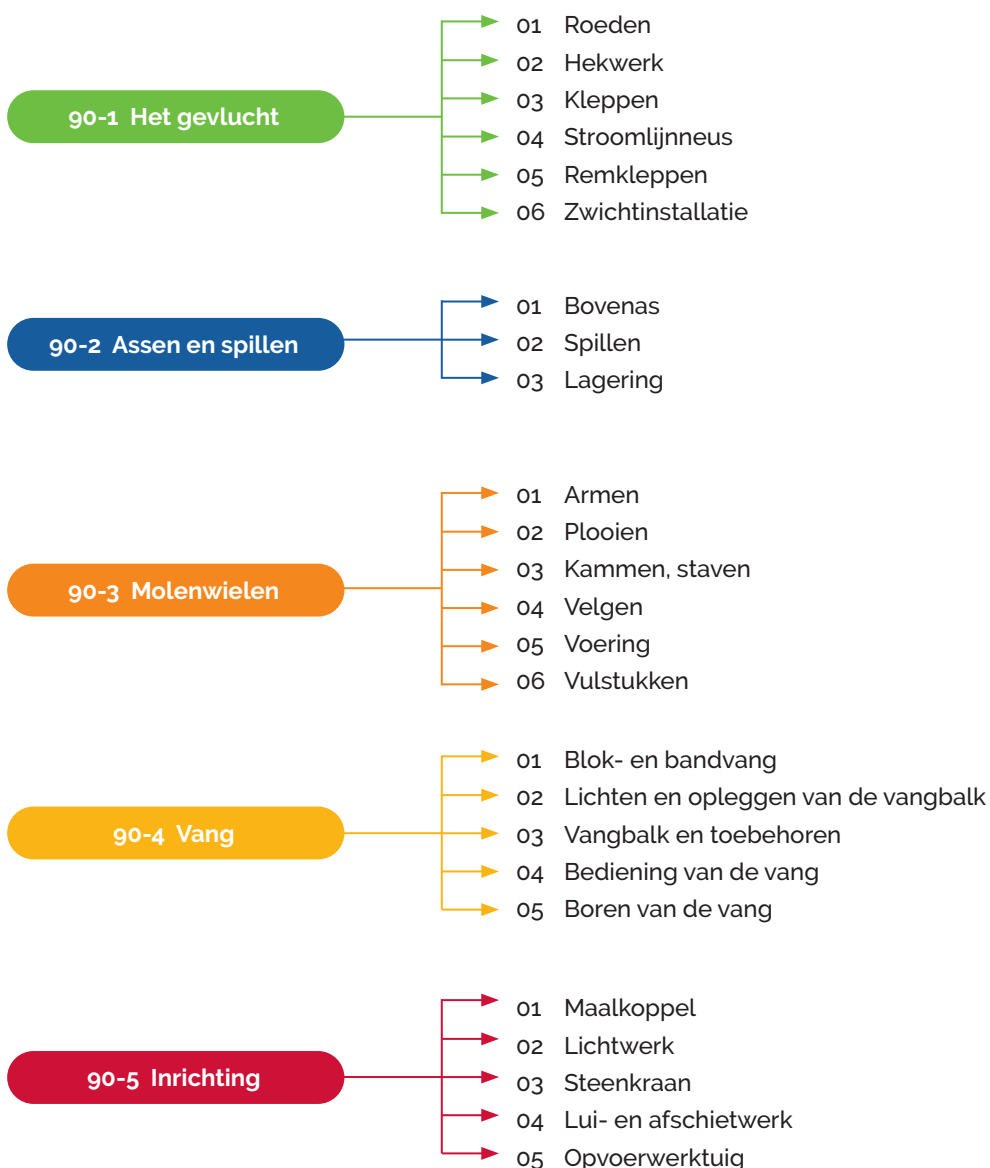 90-1 Het gevlucht
01 Roeden
02 Hekwerk
03 Kleppen
04 Stroomlijnneus
05 Remkleppen
06 Zwichtinstallatie
90-2 Assen en spillen
01 Bovenas
02 Spillen
03 Lagering
90-3 Molenwielen
01 Armen
02 Plooien
03 Kammen, staven
04 Velgen
05 Voering
06 Vulstukken
90-4 Vang
01 Blok- en bandvang
02 Lichten en opleggen van de vangbalk
03 Vangbalk en toebehoren
04 Bediening van de vang
05 Boren van de vang
90-5 Inrichting
01 Maalkoppel
02 Lichtwerk
03 Steenkraan
04 Lui- en afschietwerk
05 Opvoerwerktuig